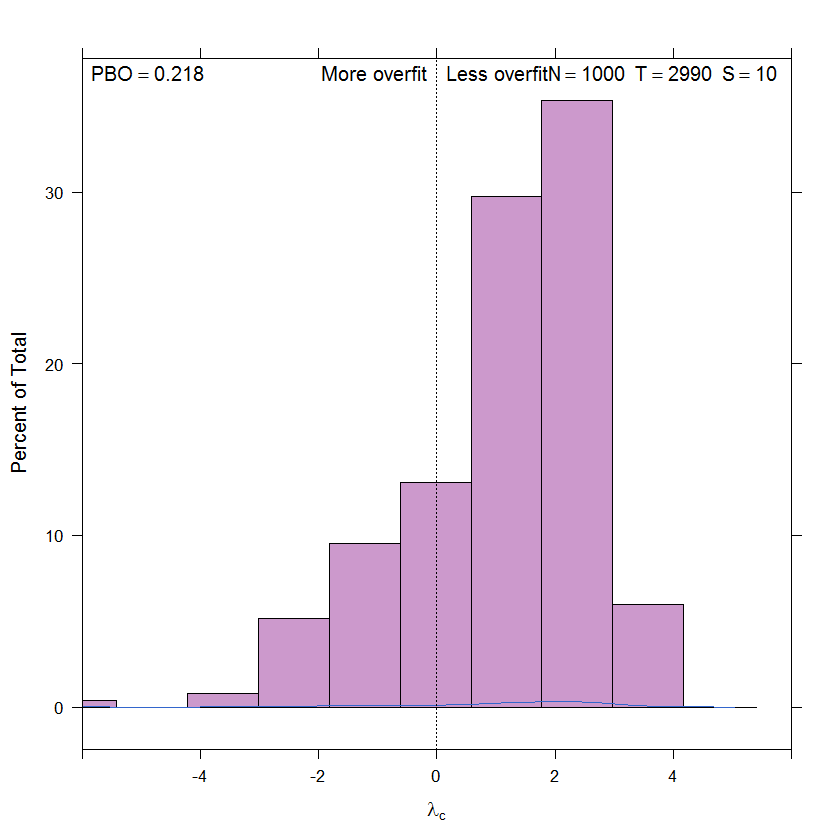 PBO = 0.218 More overfit Less overfitN = 1000 T = 2990 S = 10
Percent of Total
30
20
10
0
-4 -2 0 2 4
λc